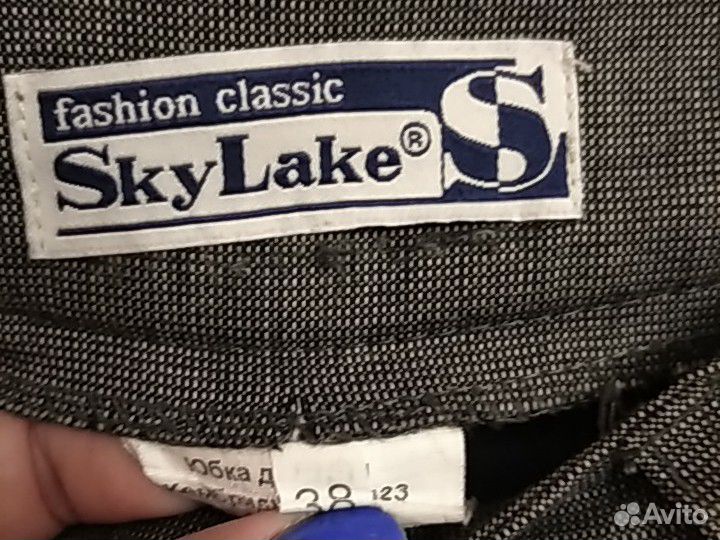 fashion classic
SkyLake®
S
Юбка д
38 123
Avito